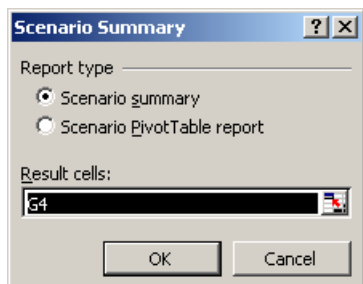 Scenario Summary
Report type
Scenario summary
Scenario PivotTable report
Result cells:
G4
OK Cancel